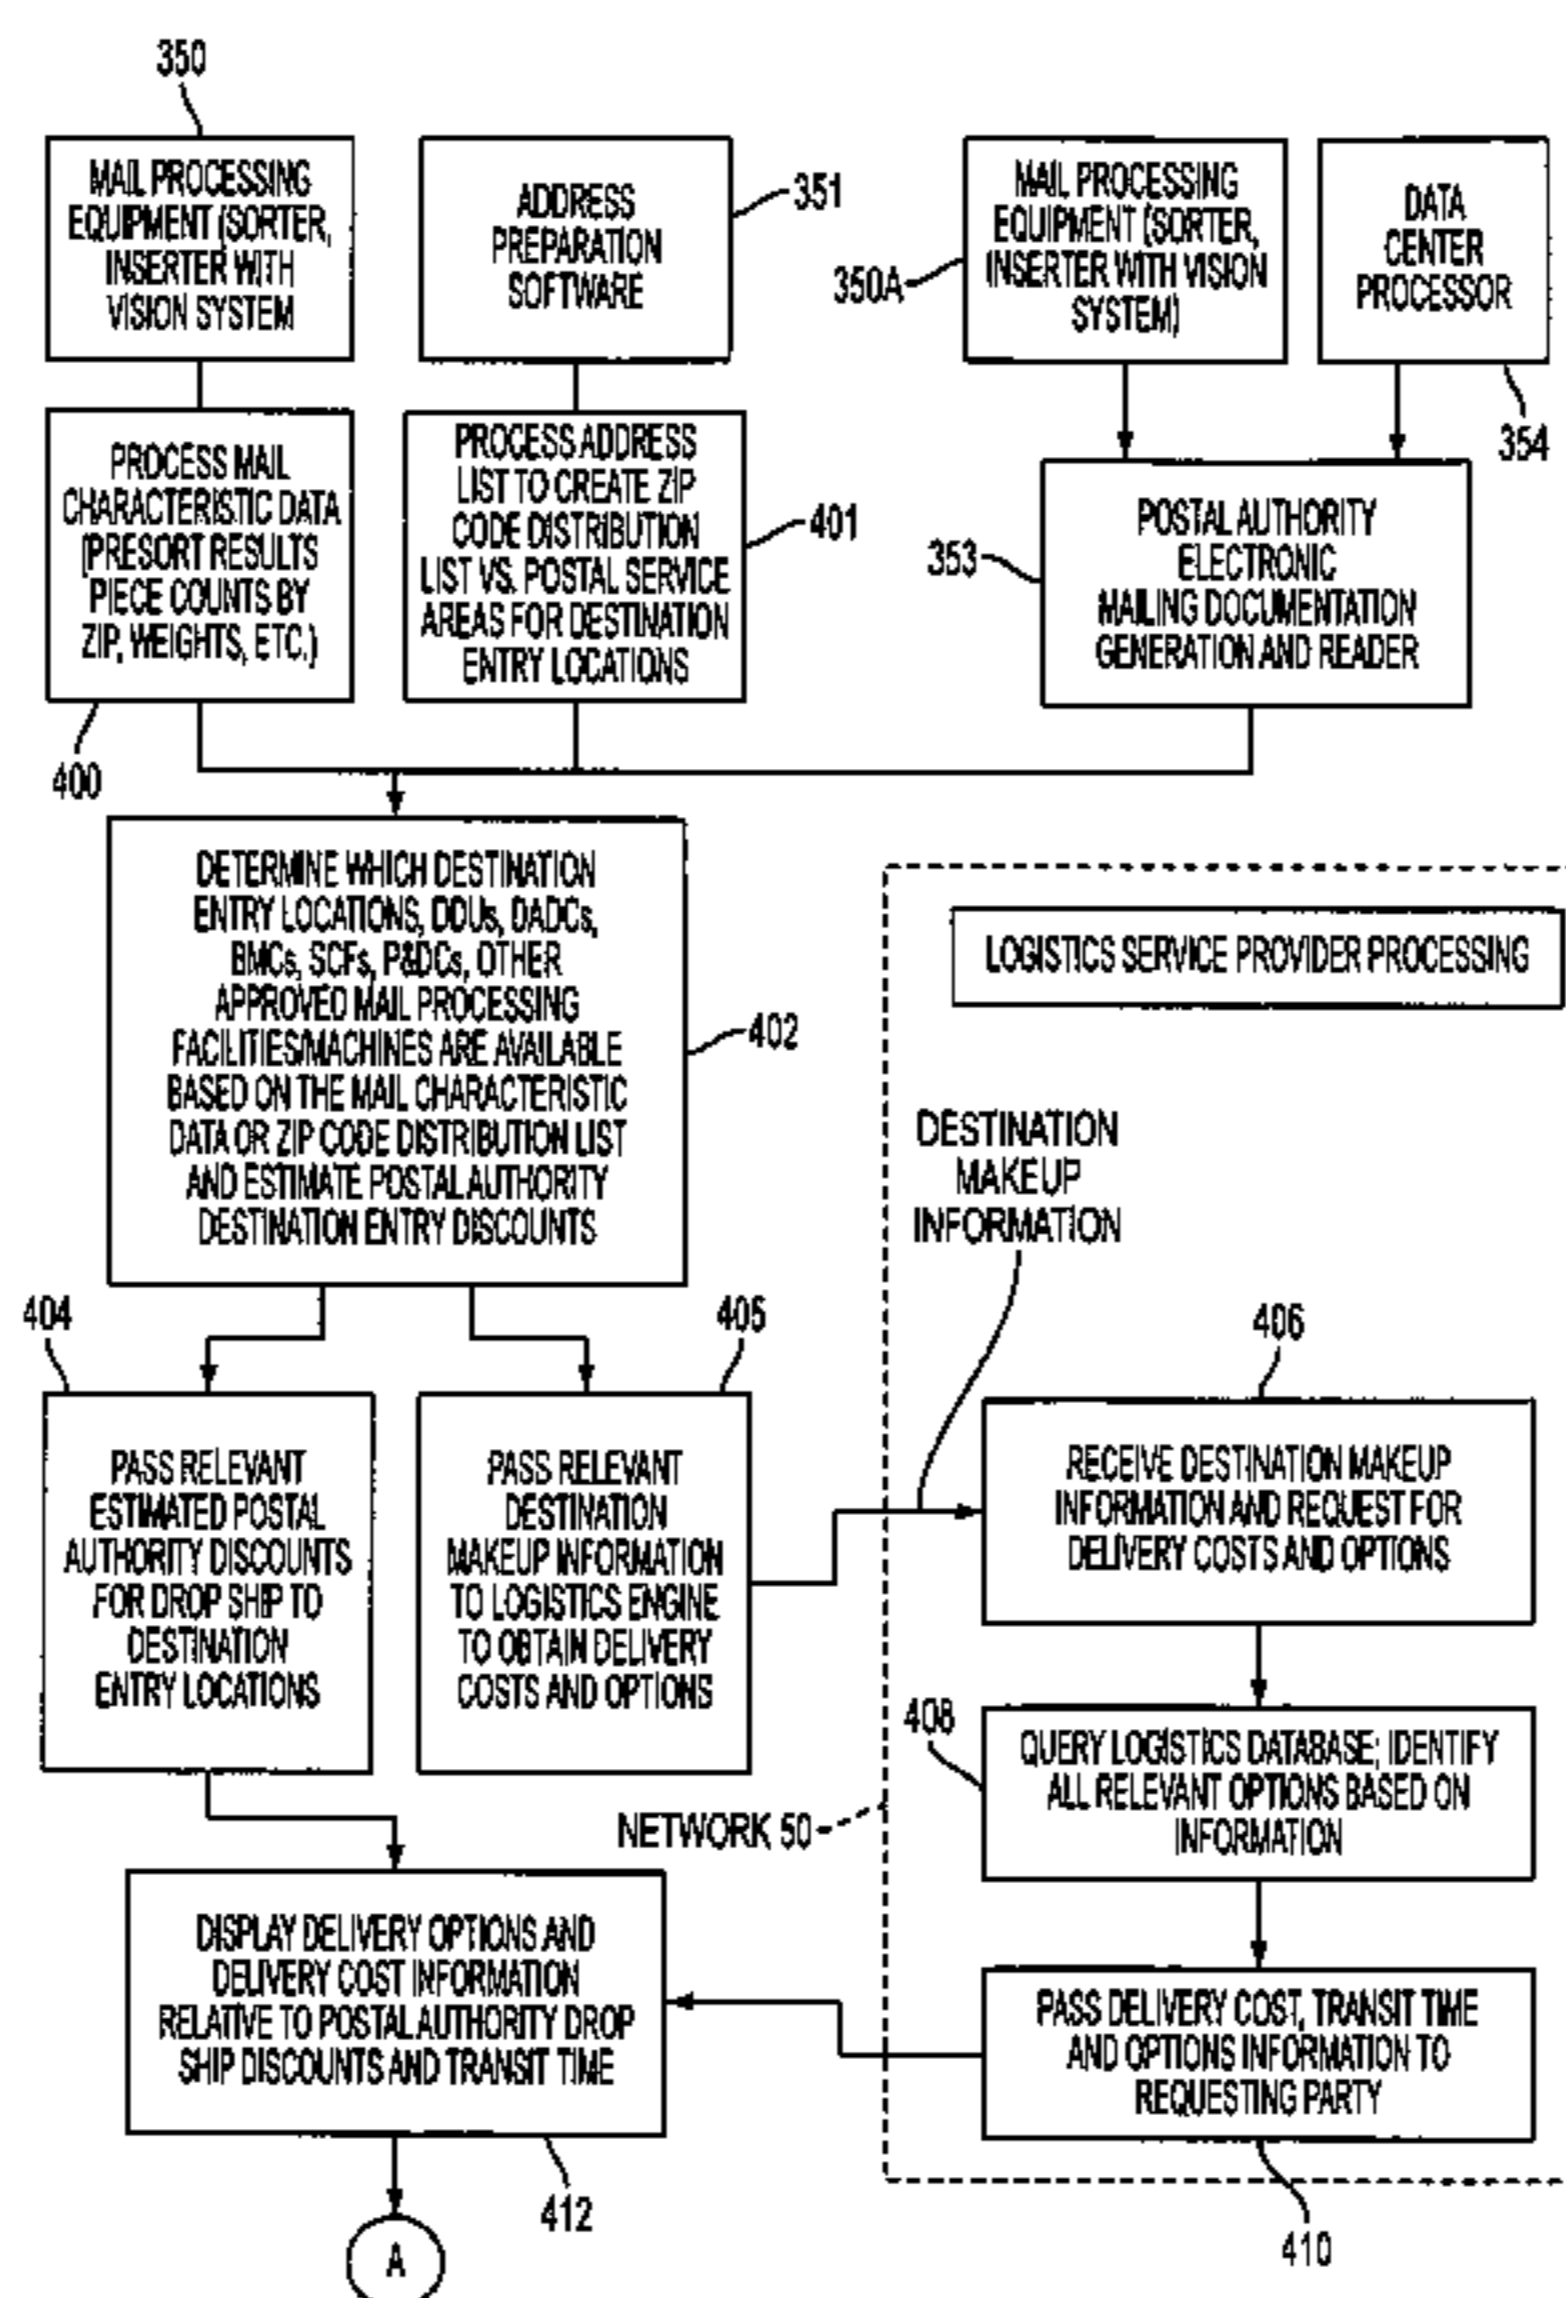 350
MAIL PROCESSING
EQUIPMENT (SORTER,
INSERTER WITH
VISION SYSTEM
ADDRESS
PREPARATION
SOFTWARE
351
350A
MAIL PROCESSING
EQUIPMENT (SORTER,
INSERTER WITH VISION
SYSTEM)
DATA
CENTER
PROCESSOR
354
PROCESS MAIL
CHARACTERISTIC DATA
(PRESORT RESULTS
PIECE COUNTS BY
ZIP, WEIGHTS, ETC.)
400
PROCESS ADDRESS
LIST TO CREATE ZIP
CODE DISTRIBUTION
LIST VS. POSTAL SERVICE
AREAS FOR DESTINATION
ENTRY LOCATIONS
401
353
POSTAL AUTHORITY
ELECTRONIC
MAILING DOCUMENTATION
GENERATION AND READER
DETERMINE WHICH DESTINATION
ENTRY LOCATIONS, DDUs, DADCs,
BMCs, SCFs, P&DCs, OTHER
APPROVED MAIL PROCESSING
FACILITIES/MACHINES ARE AVAILABLE
BASED ON THE MAIL CHARACTERISTIC
DATA OR ZIP CODE DISTRIBUTION LIST
AND ESTIMATE POSTAL AUTHORITY
DESTINATION ENTRY DISCOUNTS
402
LOGISTICS SERVICE PROVIDER PROCESSING
DESTINATION
MAKEUP
INFORMATION
404
PASS RELEVANT
ESTIMATED POSTAL
AUTHORITY DISCOUNTS
FOR DROP SHIP TO
DESTINATION
ENTRY LOCATIONS
405
PASS RELEVANT
DESTINATION
MAKEUP INFORMATION
TO LOGISTICS ENGINE
TO OBTAIN DELIVERY
COSTS AND OPTIONS
406
RECEIVE DESTINATION MAKEUP
INFORMATION AND REQUEST FOR
DELIVERY COSTS AND OPTIONS
408
QUERY LOGISTICS DATABASE; IDENTIFY
ALL RELEVANT OPTIONS BASED ON
INFORMATION
NETWORK 50
DISPLAY DELIVERY OPTIONS AND
DELIVERY COST INFORMATION
RELATIVE TO POSTAL AUTHORITY DROP
SHIP DISCOUNTS AND TRANSIT TIME
412
PASS DELIVERY COST, TRANSIT TIME
AND OPTIONS INFORMATION TO
REQUESTING PARTY
410
A